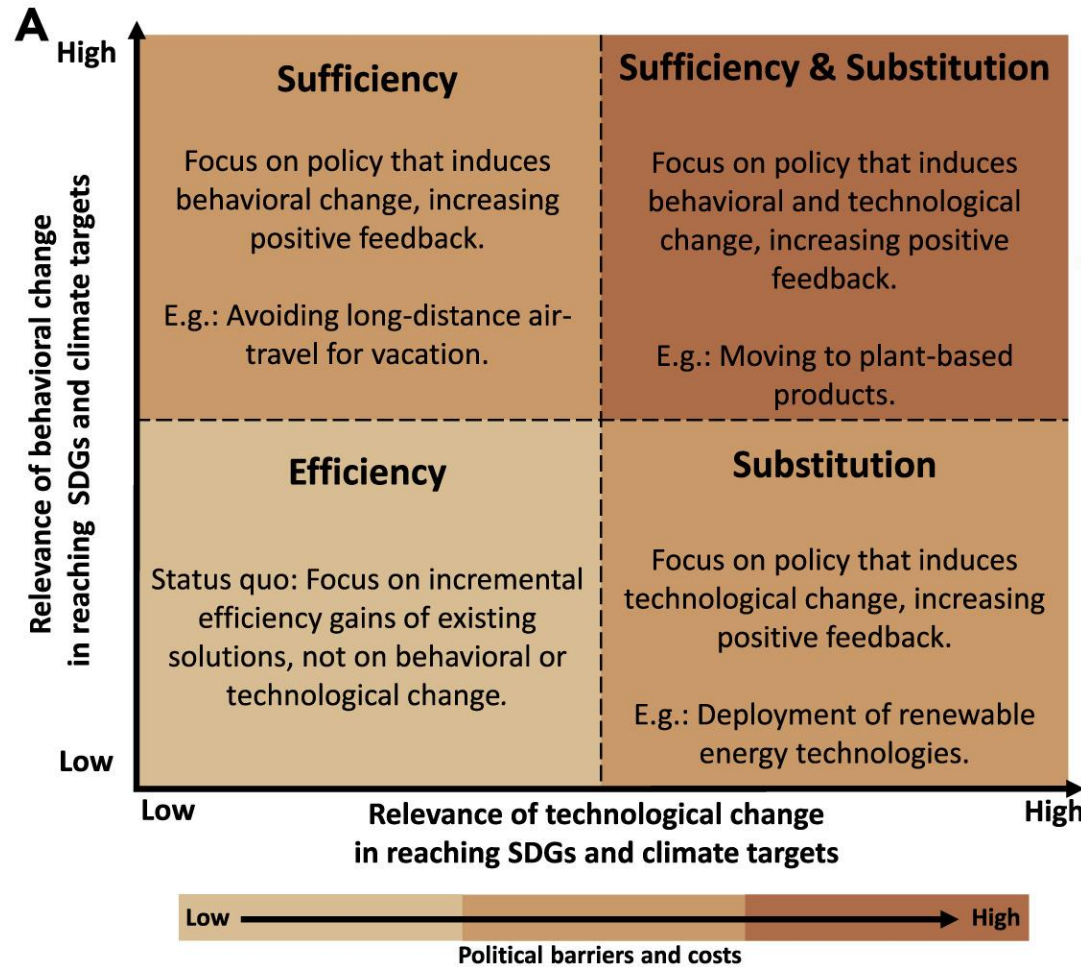 A
High
Sufficiency
Focus on policy that induces
behavioral change, increasing
positive feedback.
E.g.: Avoiding long-distance air-
travel for vacation.
Sufficiency & Substitution
Focus on policy that induces
behavioral and technological
change, increasing positive
feedback.
E.g.: Moving to plant-based
products.
Relevance of behavioral change
in reaching SDGs and climate targets
Efficiency
Status quo: Focus on incremental
efficiency gains of existing
solutions, not on behavioral or
technological change.
Substitution
Focus on policy that induces
technological change, increasing
positive feedback.
E.g.: Deployment of renewable
energy technologies.
Low
Low
Relevance of technological change
in reaching SDGs and climate targets
High
Low
High
Political barriers and costs